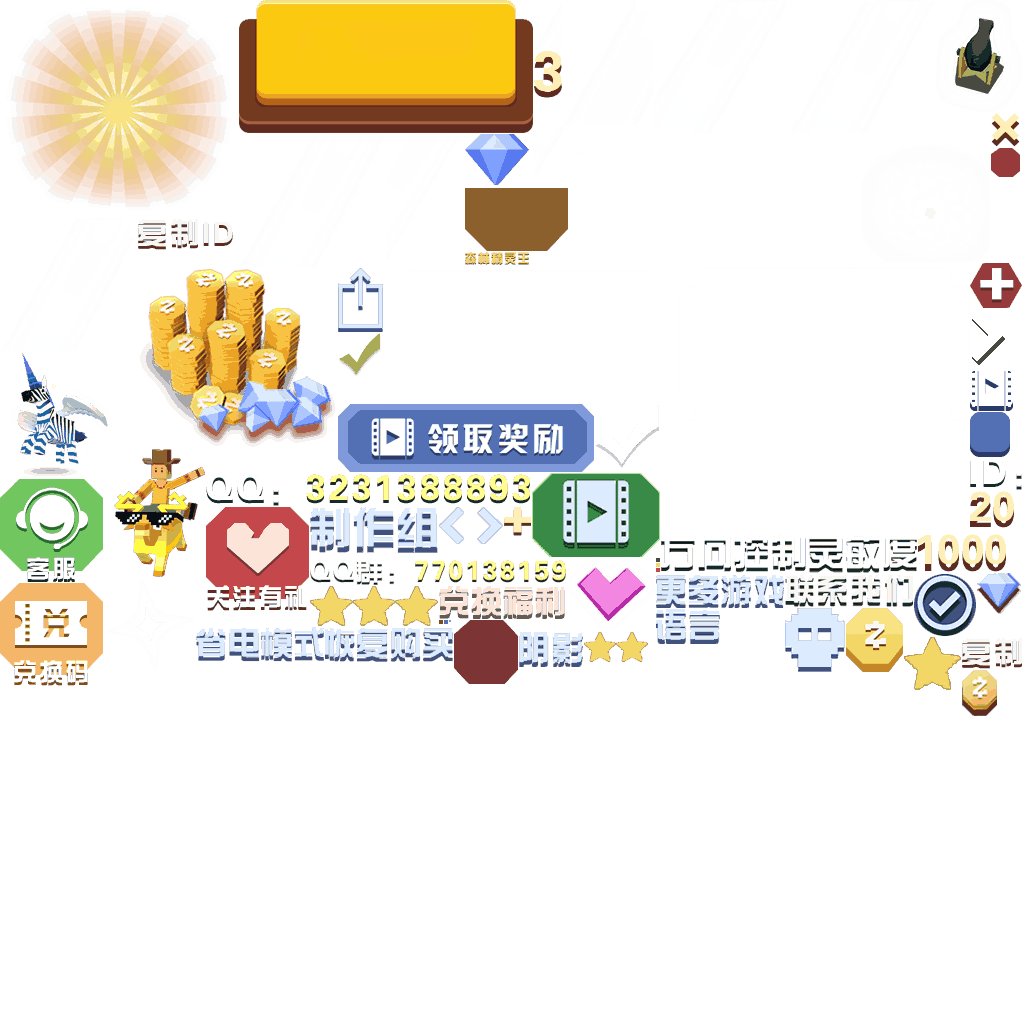 3
复制ID
森林精灵王
领取奖励
ID:
QQ: 3231388893
20
制作组
+
客服
方向控制灵敏度
1000
QQ群: 770138159
更多游戏
联系我们
关注有礼
兑换福利
兑
语言
省电模式
恢复购买
阴影
复制
兑换码